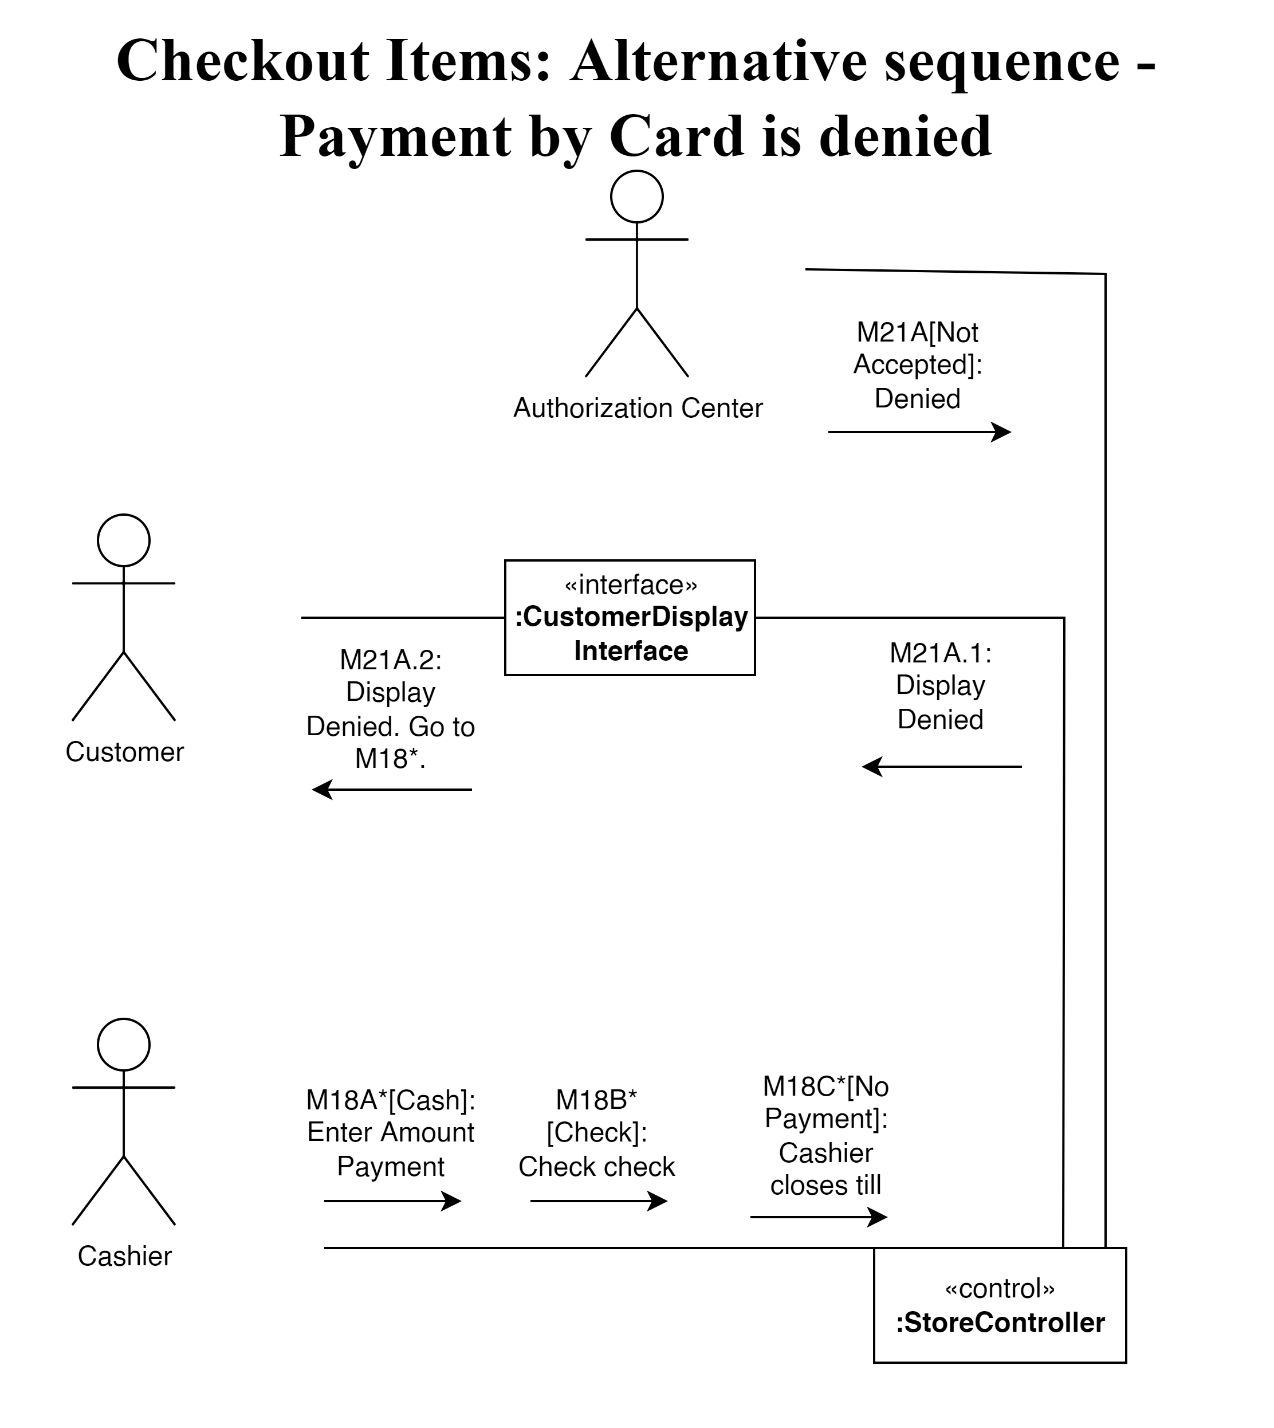 Checkout Items: Alternative sequence -
Payment by Card is denied
M21A[Not
Accepted]:
Denied
Authorization Center
«interface»
:CustomerDisplay
Interface
M21A.2:
Display
Denied. Go to
M18*.
M21A.1:
Display
Denied
Customer
M18A*[Cash]:
Enter Amount
Payment
M18B*
[Check]:
Check check
M18C*[No
Payment]:
Cashier
closes till
Cashier
«control»
:StoreController